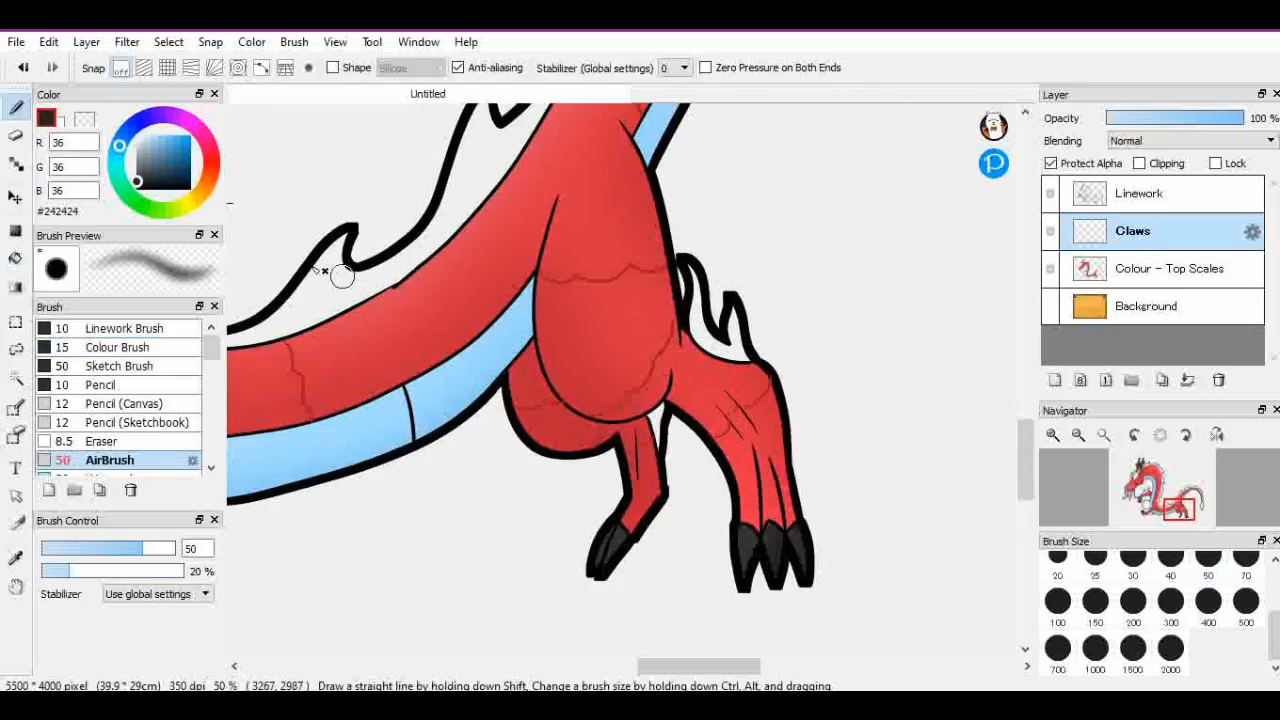 File Edit Layer Filter Select Snap Color Brush View Tool Window Help
Snap off Shape Ellipse Anti-aliasing Stabilizer (Global settings) 0 Zero Pressure on Both Ends
Color
Untitled
Layer
R 36
G 36
B 36
#242424
Opacity 100 %
Blending Normal
Protect Alpha Clipping Lock
Linework
Claws
Colour - Top Scales
Background
Brush Preview
*
Brush
10 Linework Brush
15 Colour Brush
50 Sketch Brush
10 Pencil
12 Pencil (Canvas)
12 Pencil (Sketchbook)
8.5 Eraser
50 AirBrush
Brush Control
50
20 %
Stabilizer Use global settings
Navigator
Brush Size
20 25 30 40 50 70
100 150 200 300 400 500
700 1000 1500 2000
5500 * 4000 pixel (39.9 * 29cm) 350 dpi 50 % ( 3267, 2987 ) Draw a straight line by holding down Shift, Change a brush size by holding down Ctrl, Alt, and dragging